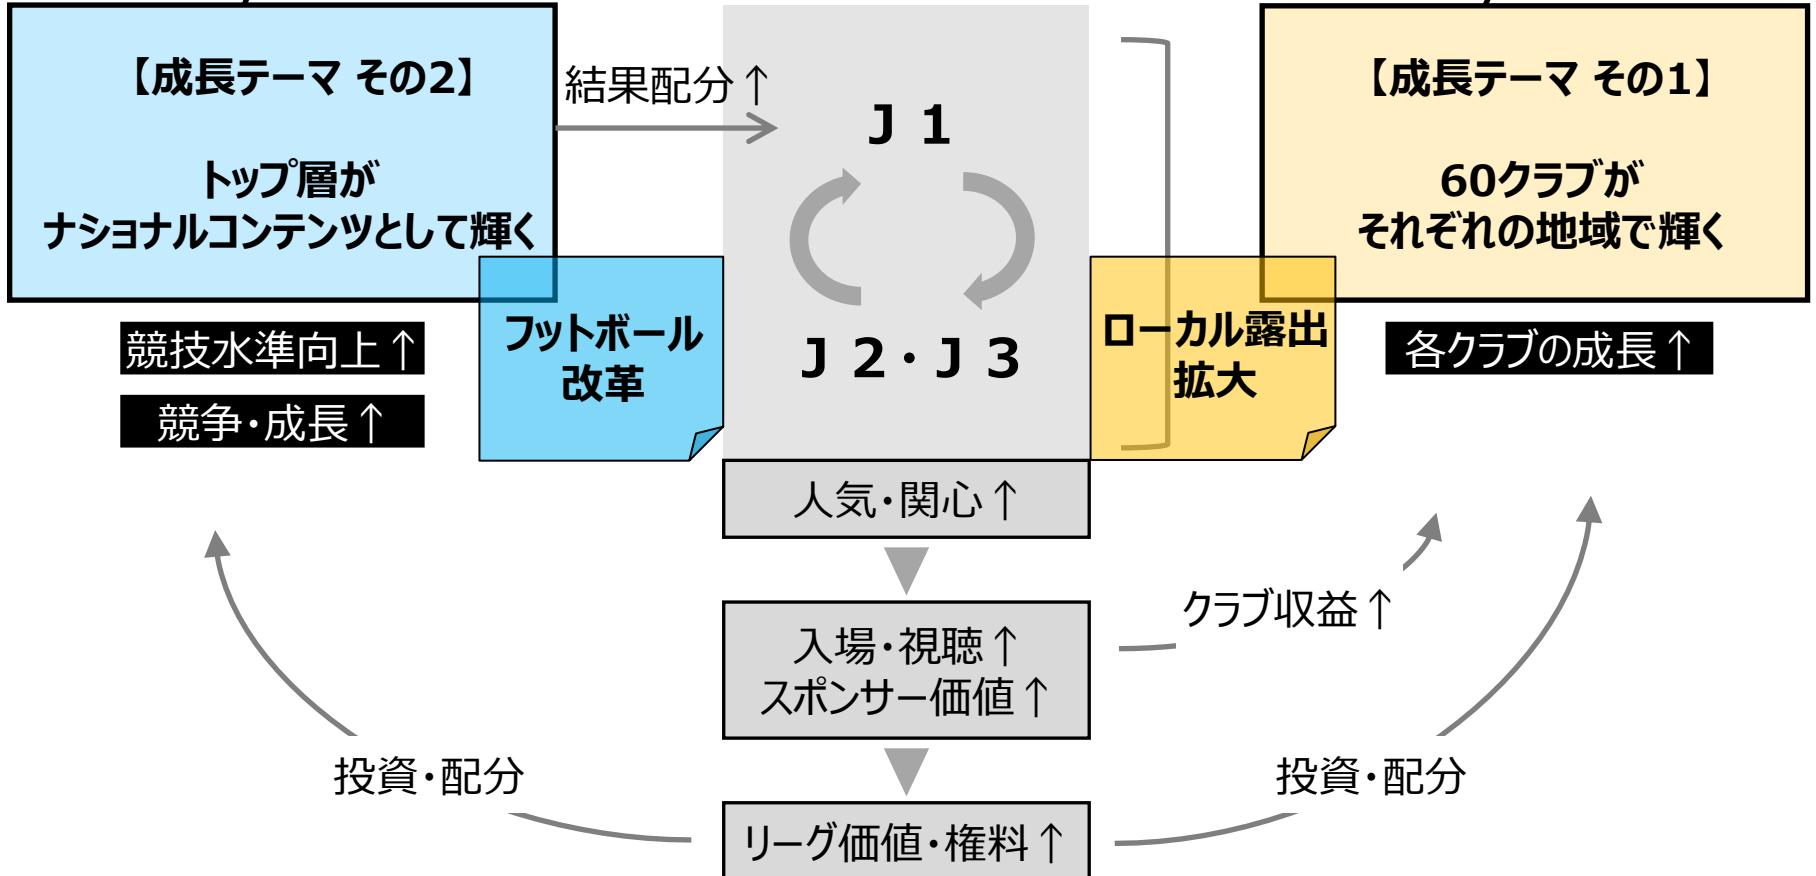 【成長テーマ その2】
トップ層が
ナショナルコンテンツとして輝く
結果配分↑
J1
J2・J3
【成長テーマ その1】
60クラブが
それぞれの地域で輝く
フットボール
改革
ローカル露出
拡大
競技水準向上↑
競争・成長↑
各クラブの成長↑
人気・関心↑
入場・視聴↑
スポンサー価値↑
クラブ収益↑
投資・配分
投資・配分
リーグ価値・権料↑